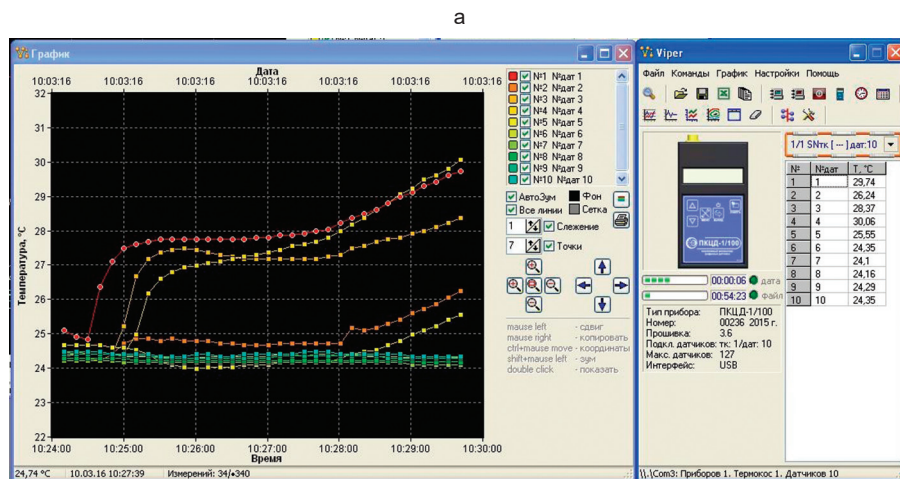 а
График
Дата
10:03:16 10:03:16 10:03:16 10:03:16 10:03:16 10:03:16 10:03:16
32
31
30
29
28
27
26
25
24
23
22
Температура, °C
10:24:00 10:25:00 10:26:00 10:27:00 10:28:00 10:29:00 10:30:00
Время
№1 №дат 1
№2 №дат 2
№3 №дат 3
№4 №дат 4
№5 №дат 5
№6 №дат 6
№7 №дат 7
№8 №дат 8
№9 №дат 9
№10 №дат 10
АвтоЗум Фон
Все линии Сетка
1 Слежение
7 Точки
mause left - сдвиг
mause right - копировать
ctrl+mause move - координаты
shift+mause left - зум
double click - показать
24,74 °C 10.03.16 10:27:39 Измерений: 34/+340
Viper
Файл Команды График Настройки Помощь
1/1 SNтк [ --- ] дат:10
№ №дат T, °C
1 1 29,74
2 2 26,24
3 3 28,37
4 4 30,06
5 5 25,55
6 6 24,35
7 7 24,1
8 8 24,16
9 9 24,29
10 10 24,35
ПКЦД-1/100
00:00:06 дата
00:54:23 Файл
Тип прибора: ПКЦД-1/100
Номер: 00236 2015 г.
Прошивка: 3.6
Подкл. датчиков: тк: 1/дат: 10
Макс. датчиков: 127
Интерфейс: USB
\\.\Com3: Приборов 1. Термокос 1. Датчиков 10